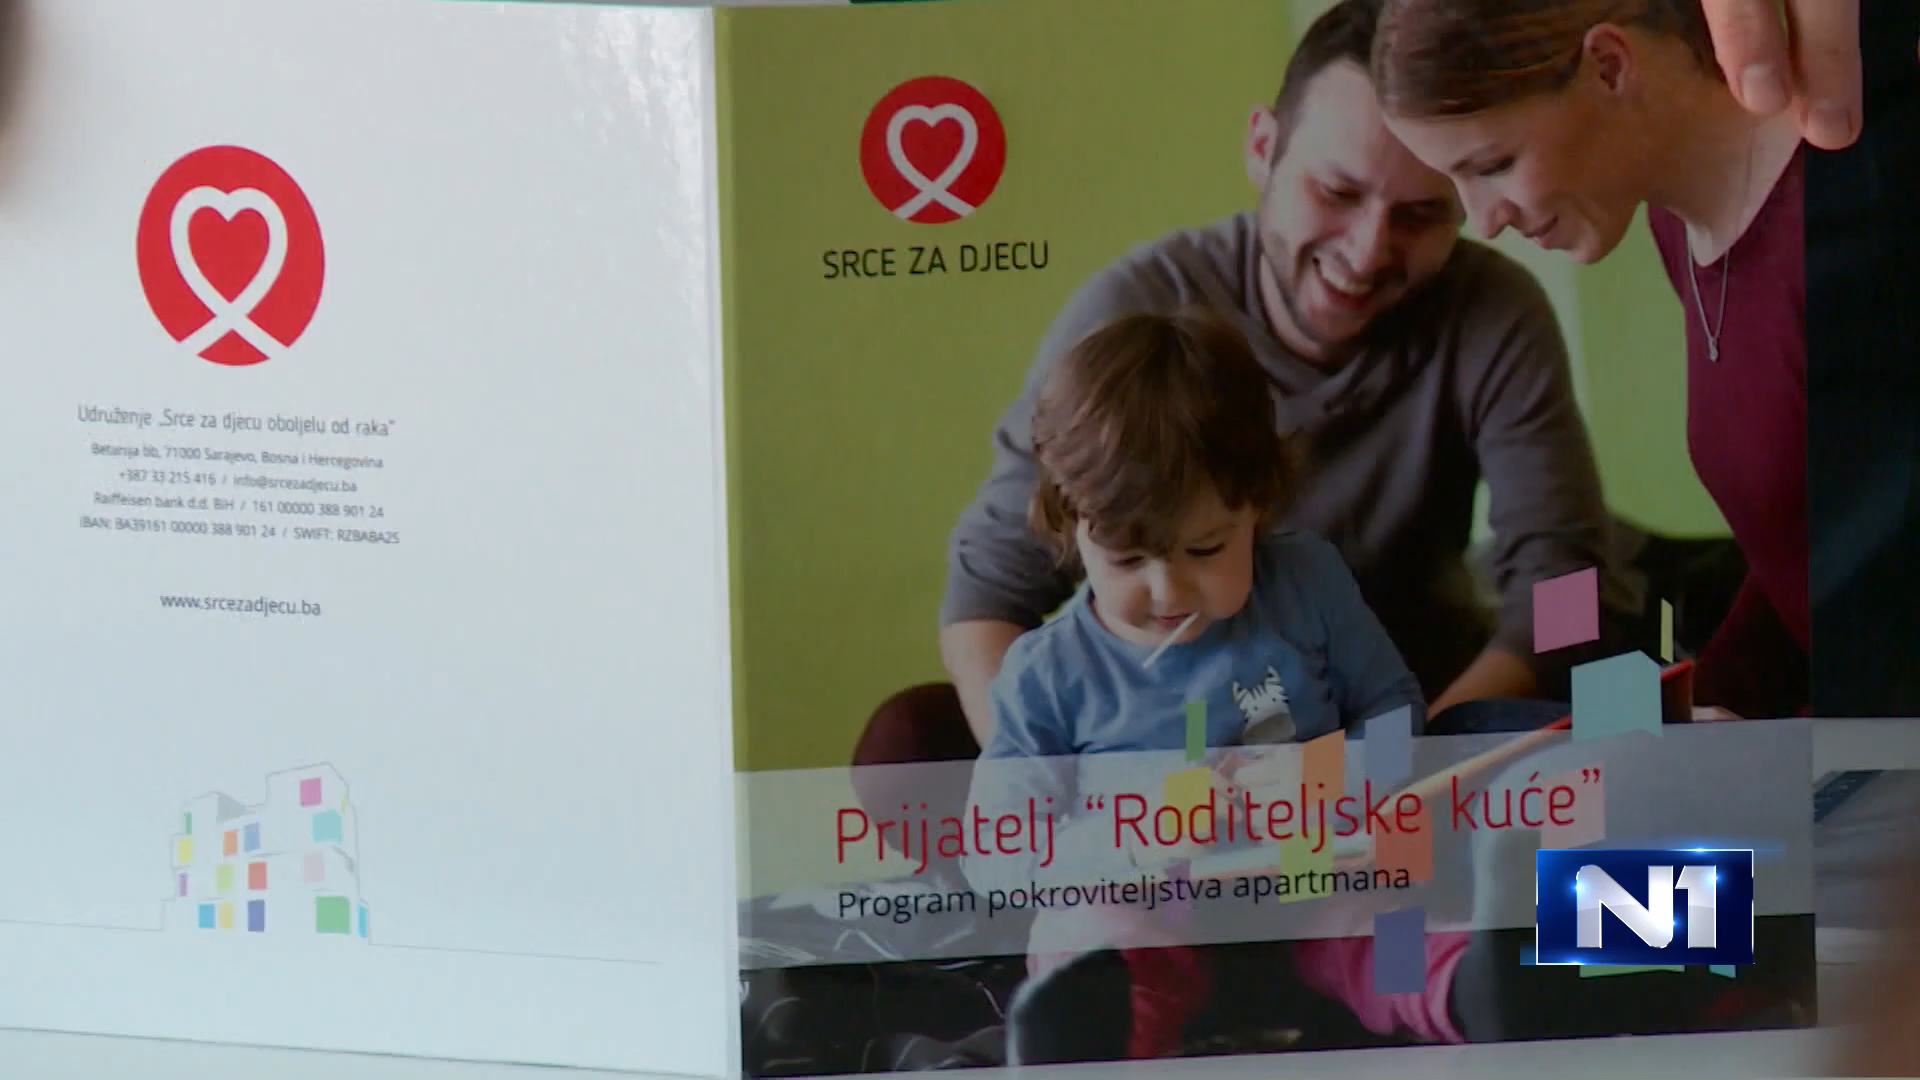 Udruženje „Srce za djecu oboljelu od raka"
Betanija bb, 71000 Sarajevo, Bosna i Hercegovina
+387 33 215 416 / info@srcezadjecu.ba
Raiffeisen bank d.d. BiH / 161 00000 388 901 24
IBAN: BA39161 00000 388 901 24 / SWIFT: RZBABA2S
www.srcezadjecu.ba
SRCE ZA DJECU
Prijatelj “Roditeljske kuće”
Program pokroviteljstva apartmana
N1